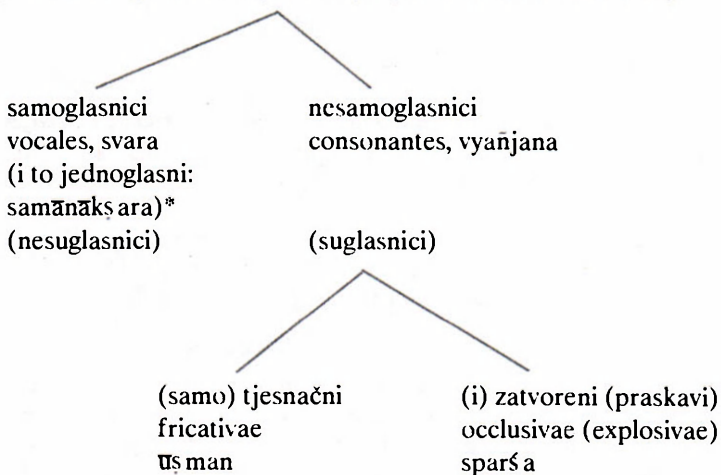 samoglasnici
vocales, svara
(i to jednoglasni:
samānākṣara)*
(nesuglasnici)
nesamoglasnici
consonantes, vyañjana
(suglasnici)
(samo) tjesnačni
fricativae
ūṣman
(i) zatvoreni (praskavi)
occlusivae (explosivae)
sparśa